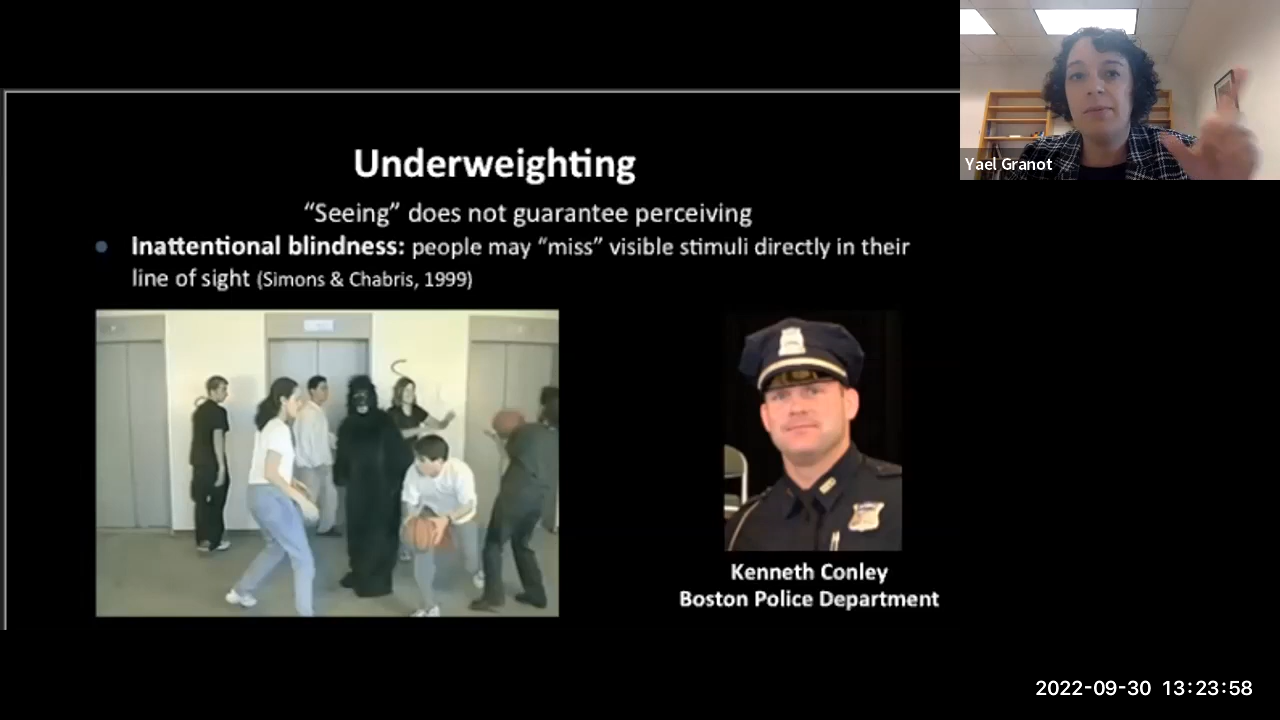 Underweighting
“Seeing” does not guarantee perceiving
Inattentional blindness: people may “miss” visible stimuli directly in their
line of sight (Simons & Chabris, 1999)
Kenneth Conley
Boston Police Department
Yael Granot
2022-09-30 13:23:58